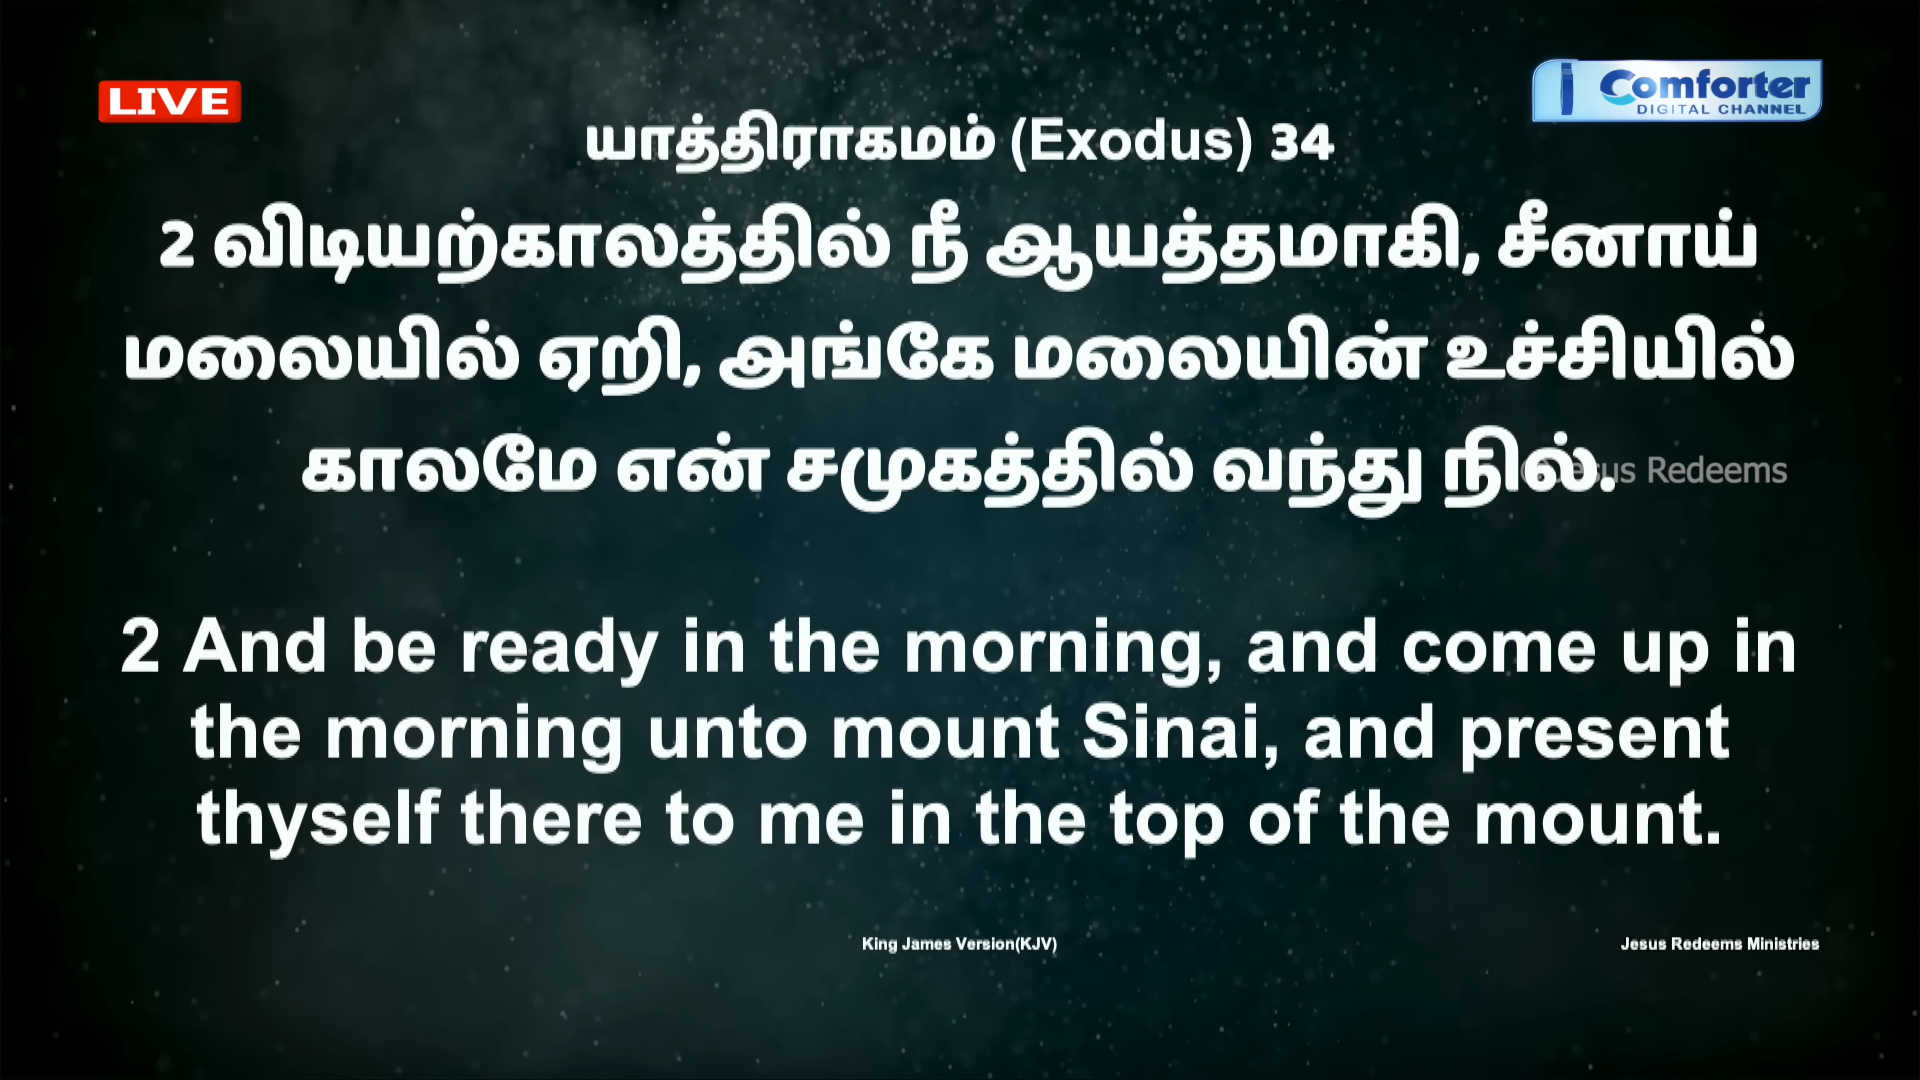 LIVE
Comforter
DIGITAL CHANNEL
யாத்திராகமம் (Exodus) 34
2 விடியற்காலத்தில் நீ ஆயத்தமாகி, சீனாய்
மலையில் ஏறி, அங்கே மலையின் உச்சியில்
காலமே என் சமுகத்தில் வந்து நில்.
Redeems
2 And be ready in the morning, and come up in
the morning unto mount Sinai, and present
thyself there to me in the top of the mount.
King James Version(KJV)
Jesus Redeems Ministries